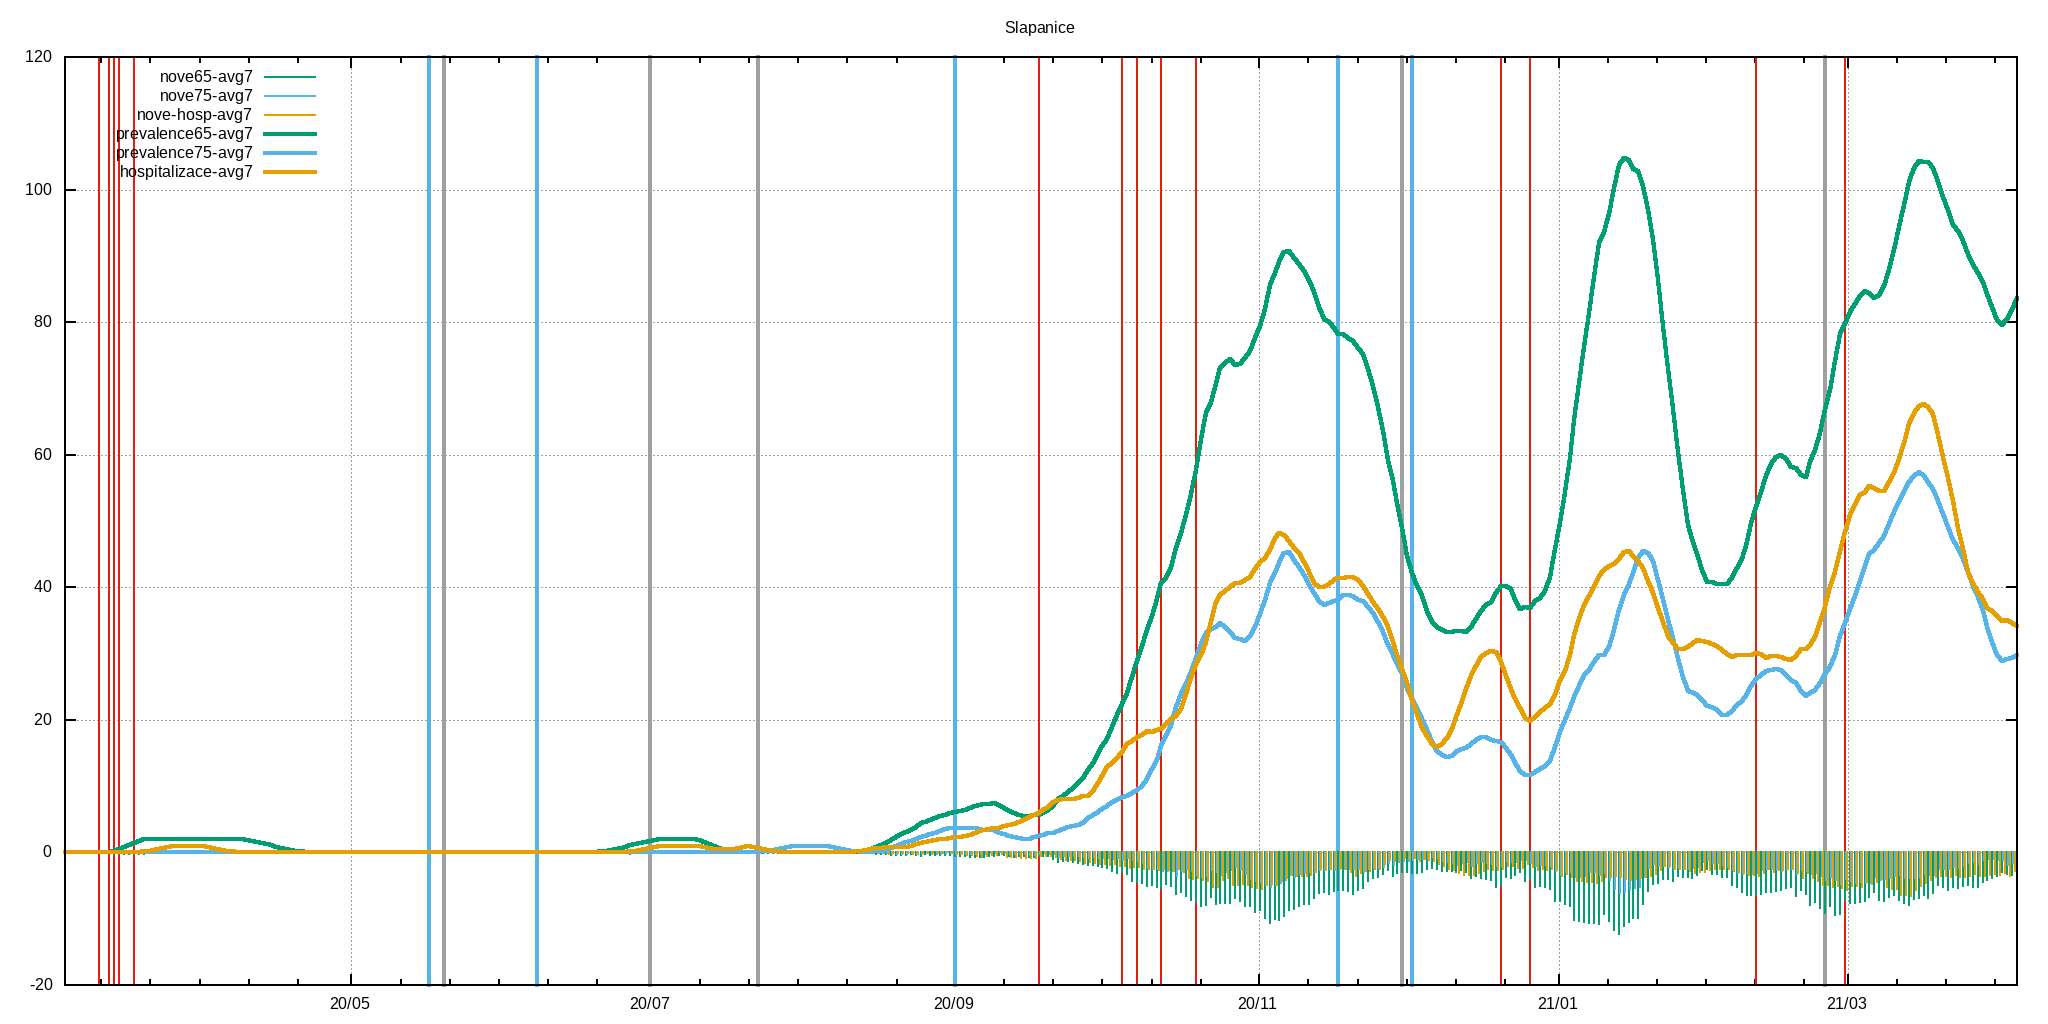 Slapanice
120
100
80
60
40
20
0
-20
nove65-avg7
nove75-avg7
nove-hosp-avg7
prevalence65-avg7
prevalence75-avg7
hospitalizace-avg7
20/05 20/07 20/09 20/11 21/01 21/03